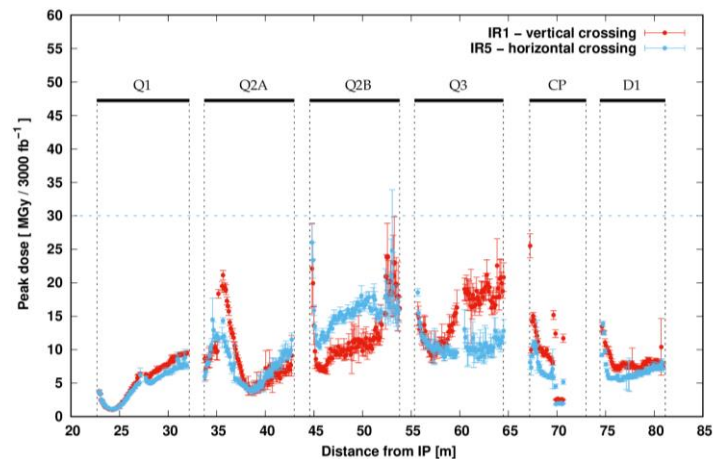 IR1 – vertical crossing
IR5 – horizontal crossing
Q1 Q2A Q2B Q3 CP D1
Peak dose [ MGy / 3000 fb⁻¹ ]
60
55
50
45
40
35
30
25
20
15
10
5
0
20 25 30 35 40 45 50 55 60 65 70 75 80 85
Distance from IP [m]